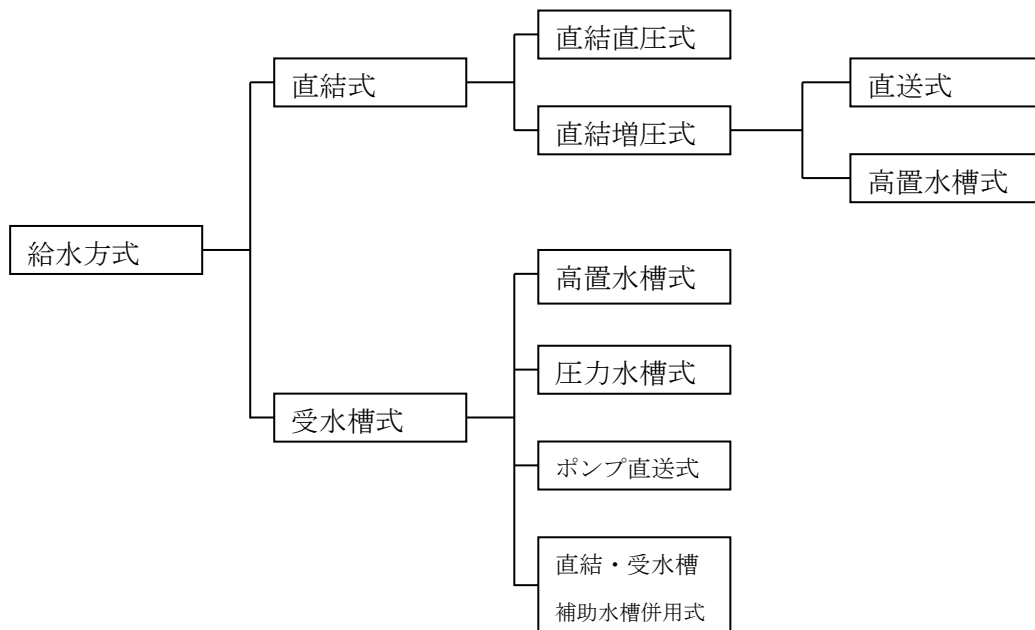 直結直圧式
直結式
直送式
直結増圧式
高置水槽式
給水方式
高置水槽式
圧力水槽式
受水槽式
ポンプ直送式
直結・受水槽
補助水槽併用式